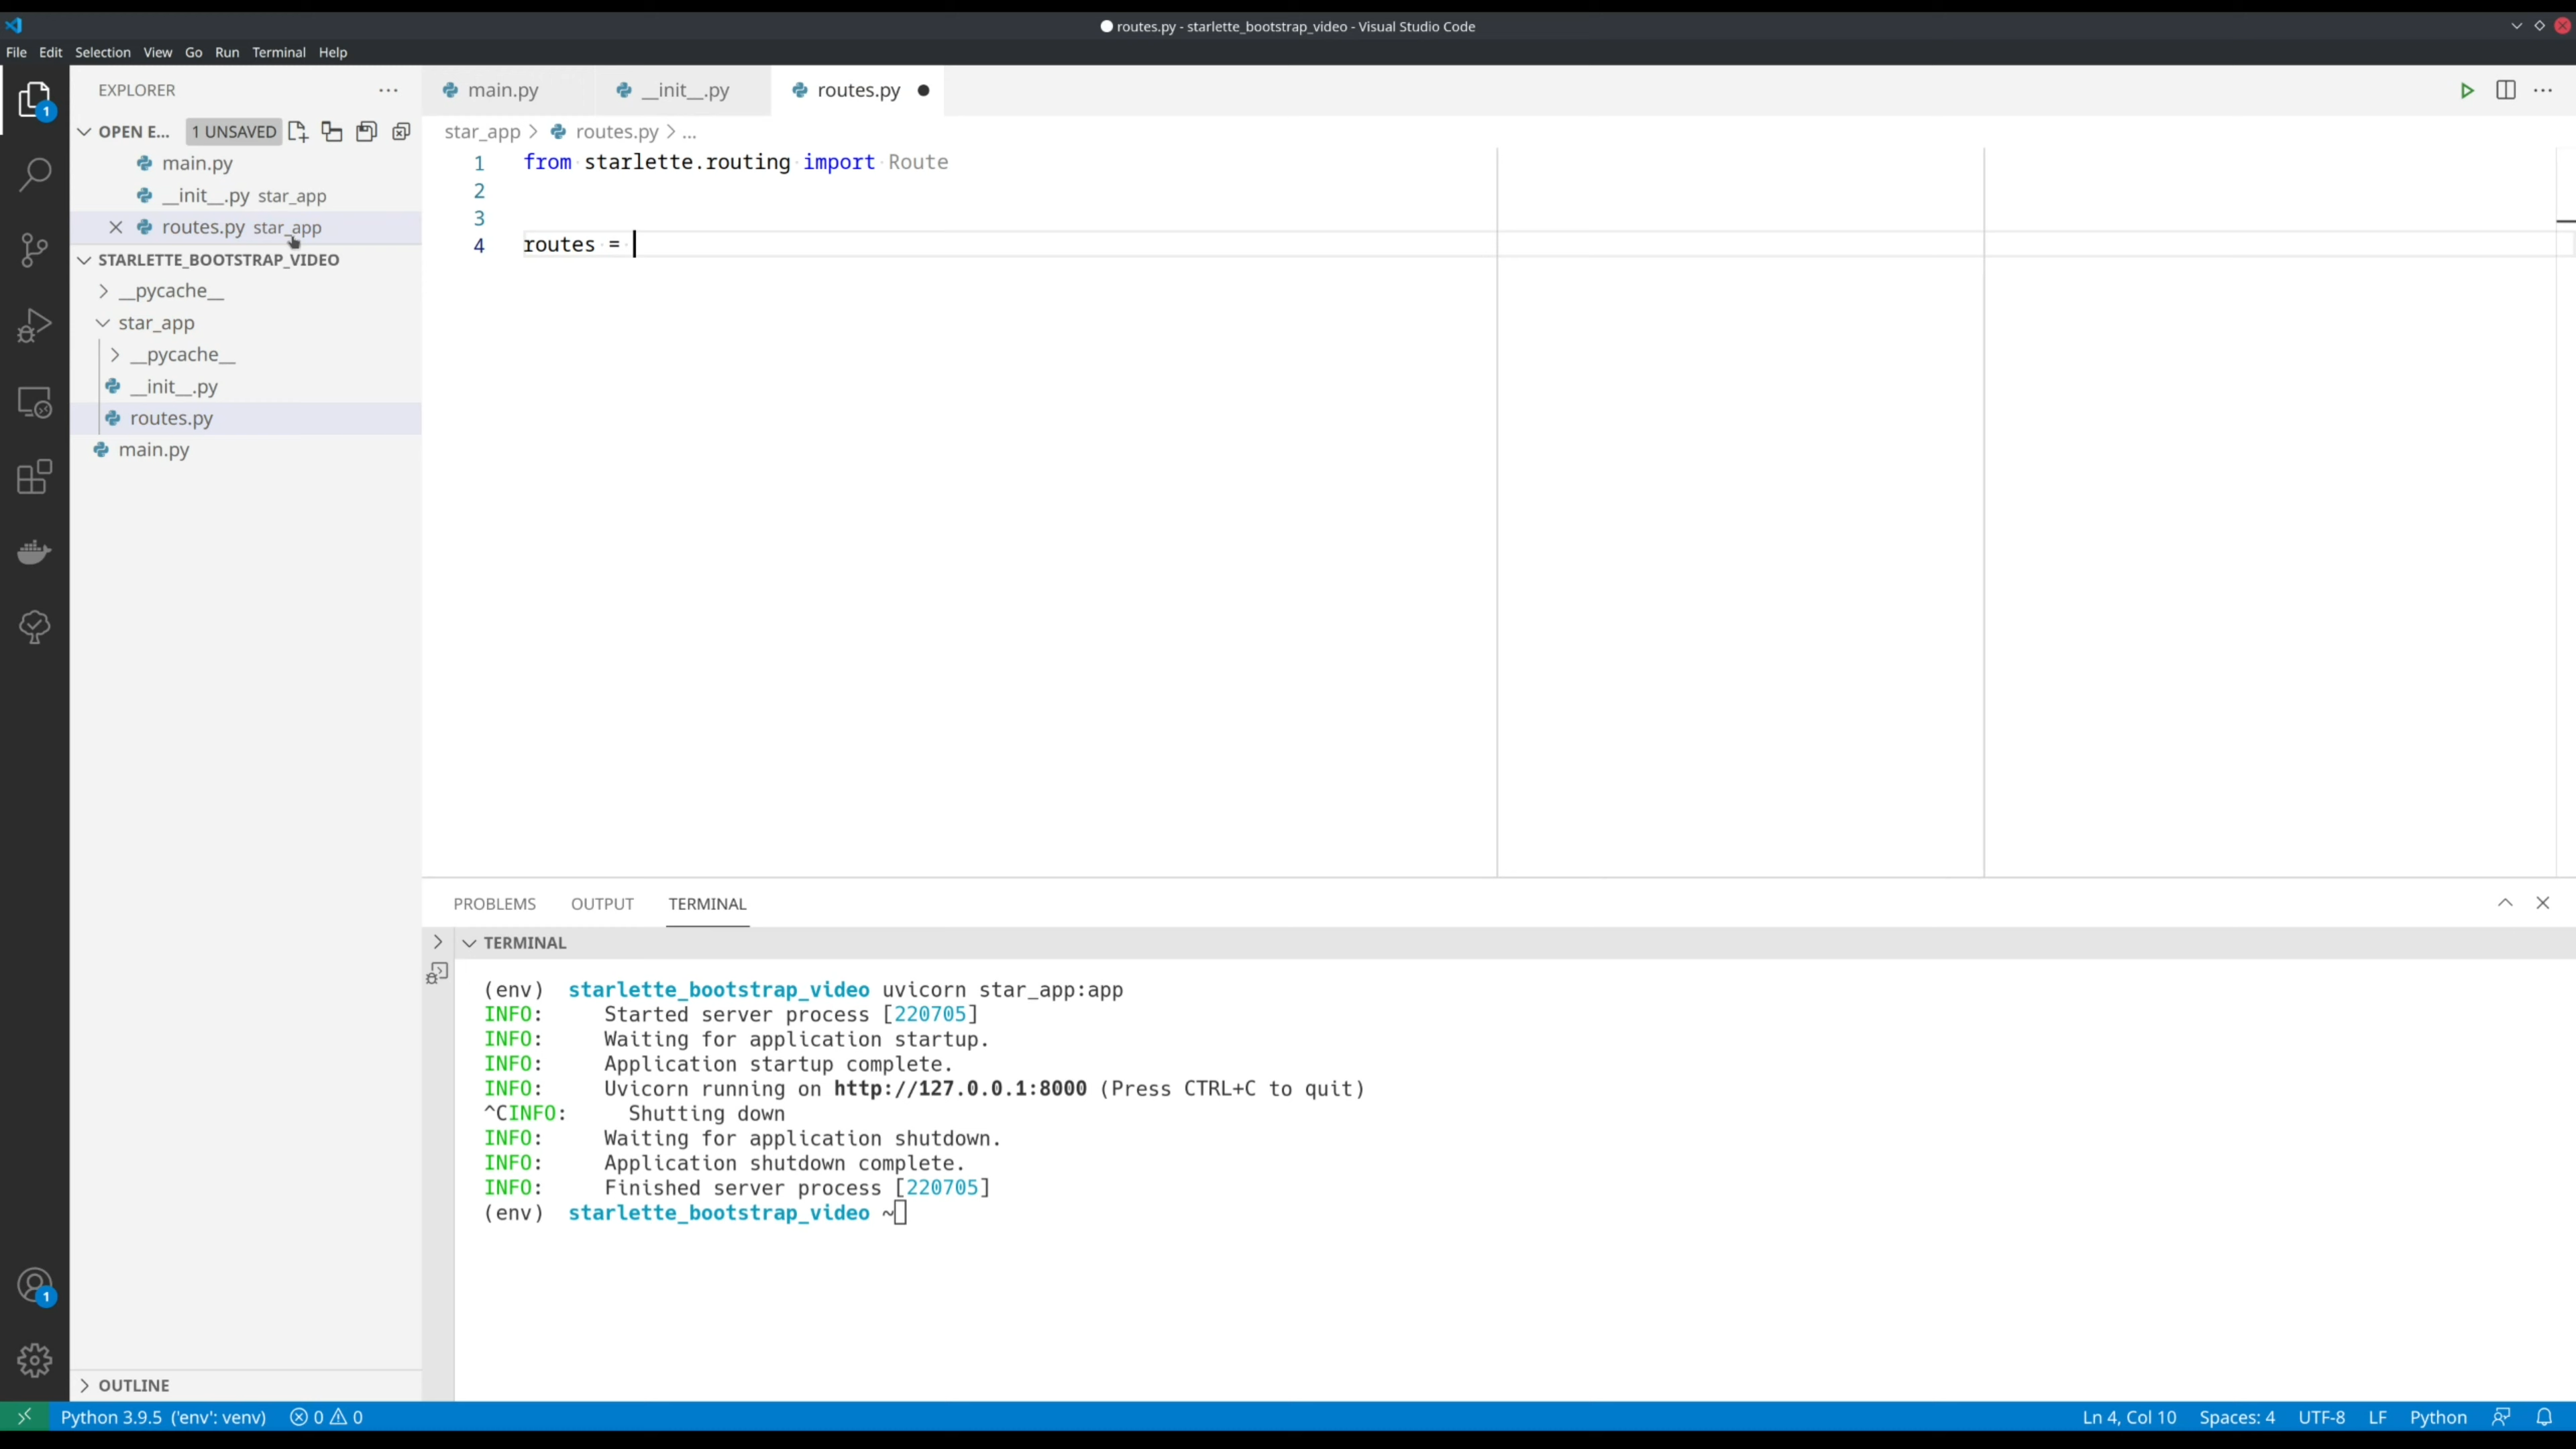 routes.py - starlette_bootstrap_video - Visual Studio Code
File Edit Selection View Go Run Terminal Help
EXPLORER
1
OPEN E... 1 UNSAVED
main.py
__init__.py star_app
routes.py star_app
STARLETTE_BOOTSTRAP_VIDEO
__pycache__
star_app
__pycache__
__init__.py
routes.py
main.py
OUTLINE
1
main.py __init__.py routes.py
star_app > routes.py > ...
1 from starlette.routing import Route
2
3
4 routes =
PROBLEMS OUTPUT TERMINAL
TERMINAL
(env) starlette_bootstrap_video uvicorn star_app:app
INFO: Started server process [220705]
INFO: Waiting for application startup.
INFO: Application startup complete.
INFO: Uvicorn running on http://127.0.0.1:8000 (Press CTRL+C to quit)
^CINFO: Shutting down
INFO: Waiting for application shutdown.
INFO: Application shutdown complete.
INFO: Finished server process [220705]
(env) starlette_bootstrap_video ~
Python 3.9.5 ('env': venv) 0 0 Ln 4, Col 10 Spaces: 4 UTF-8 LF Python